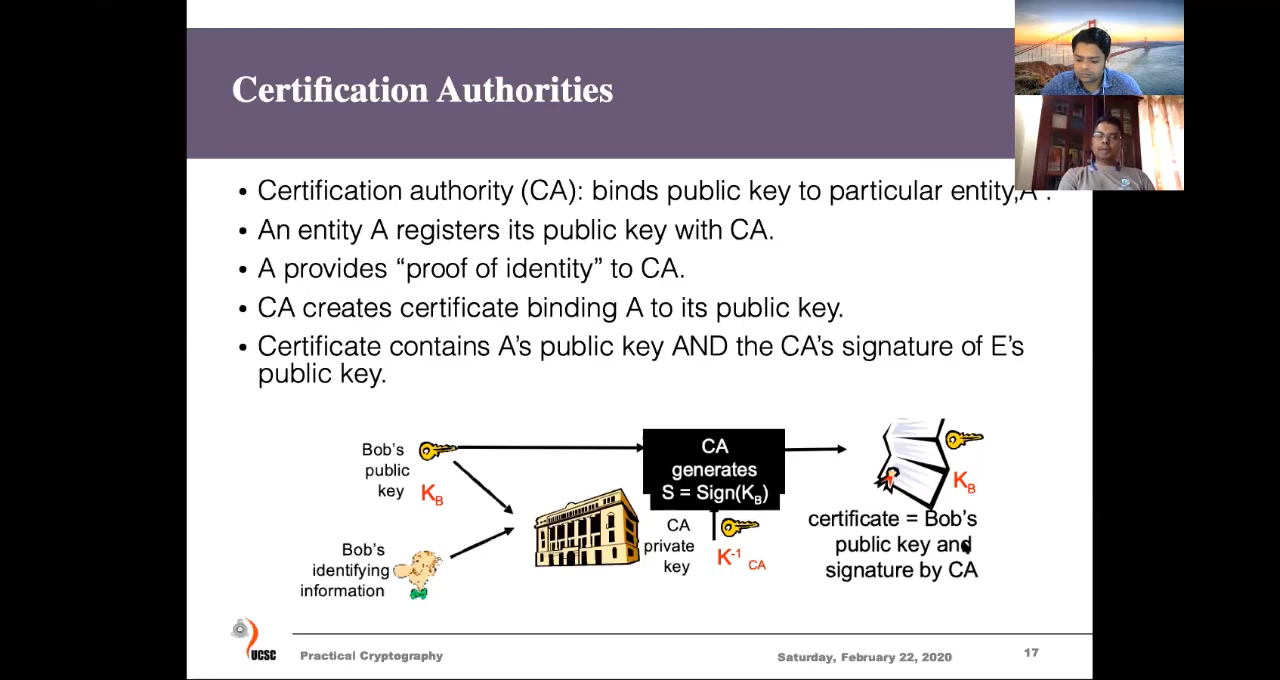 Certification Authorities
• Certification authority (CA): binds public key to particular entity,A .
• An entity A registers its public key with CA.
• A provides “proof of identity” to CA.
• CA creates certificate binding A to its public key.
• Certificate contains A’s public key AND the CA’s signature of E’s
public key.
Bob’s
public
key
KB
Bob’s
identifying
information
CA
generates
S = Sign(KB)
CA
private
key
K-1 CA
KB
certificate = Bob’s
public key and
signature by CA
UCSC
Practical Cryptography
Saturday, February 22, 2020
17